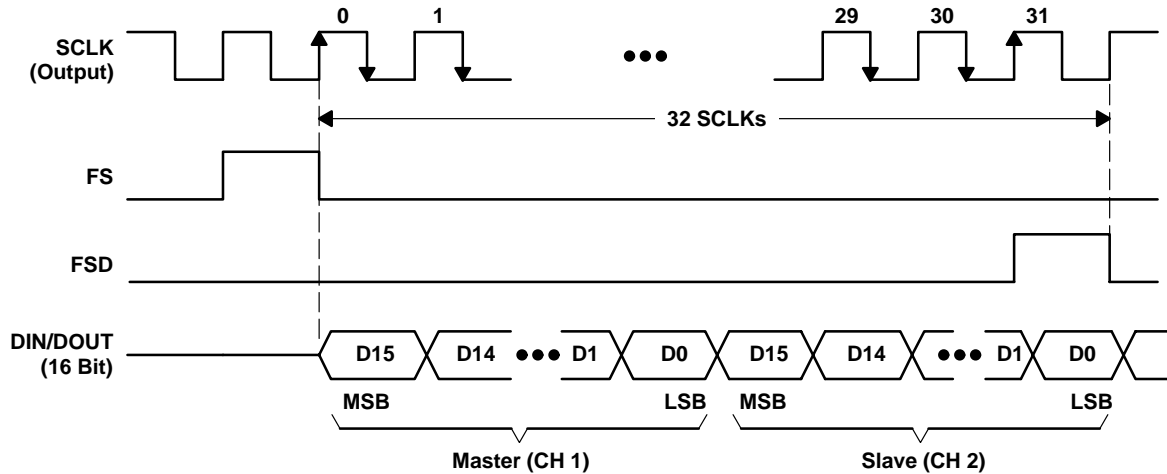 0 1 29 30 31
SCLK
(Output)
32 SCLKs
FS
FSD
DIN/DOUT
(16 Bit)
D15 D14 D1 D0 D15 D14 D1 D0
MSB LSB MSB LSB
Master (CH 1) Slave (CH 2)